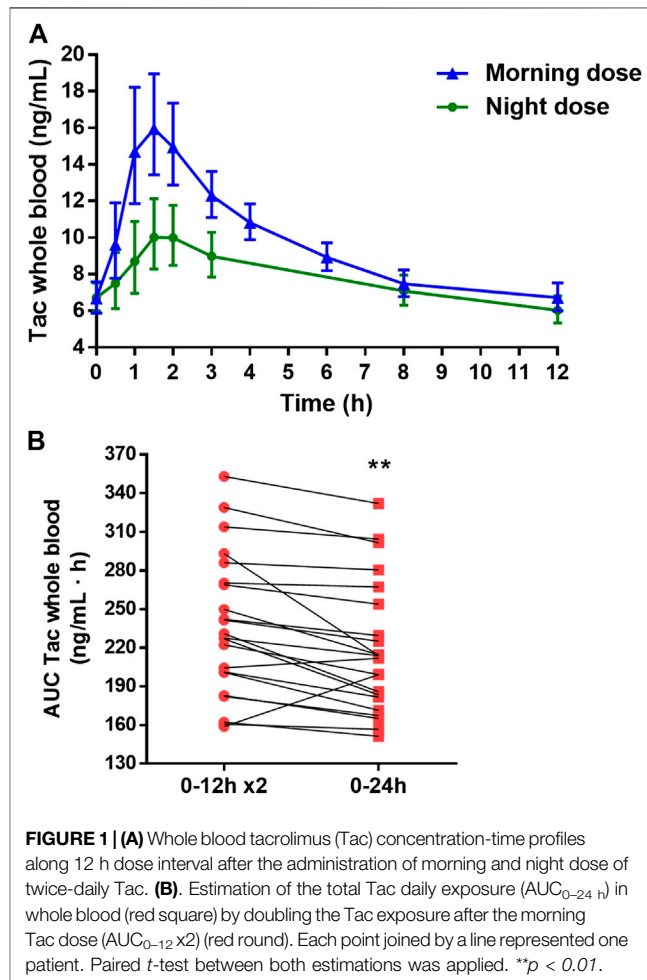 A
Tac whole blood (ng/mL)
20
18
16
14
12
10
8
6
4
Morning dose
Night dose
0 1 2 3 4 5 6 7 8 9 10 11 12
Time (h)
B
AUC Tac whole blood
(ng/mL · h)
370
340
310
280
250
220
190
160
130
**
0-12h x2 0-24h
FIGURE 1 | (A) Whole blood tacrolimus (Tac) concentration-time profiles
along 12 h dose interval after the administration of morning and night dose of
twice-daily Tac. (B). Estimation of the total Tac daily exposure (AUC0–24 h) in
whole blood (red square) by doubling the Tac exposure after the morning
Tac dose (AUC0–12 x2) (red round). Each point joined by a line represented one
patient. Paired t-test between both estimations was applied. **p < 0.01.